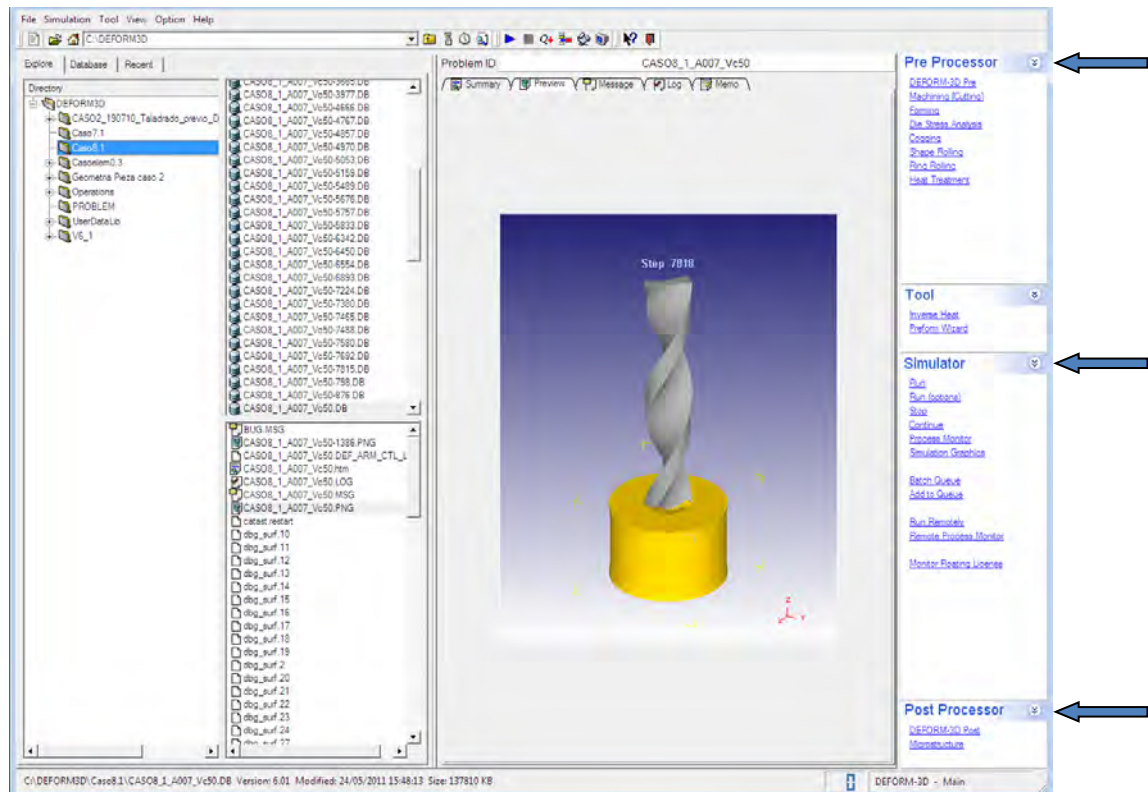 File Simulation Tool View Option Help
C:\DEFORM3D
Explore Database Recent
Directory
DEFORM3D
CASO2_190710_Taladrado_previo_D
Caso7.1
Caso8.1
Casoelem0.3
Geometria Pieza caso 2
Operations
PROBLEM
UserDataLib
V6_1
CASO8_1_A007_Vc50-3685.DB
CASO8_1_A007_Vc50-3977.DB
CASO8_1_A007_Vc50-4666.DB
CASO8_1_A007_Vc50-4767.DB
CASO8_1_A007_Vc50-4857.DB
CASO8_1_A007_Vc50-4970.DB
CASO8_1_A007_Vc50-5053.DB
CASO8_1_A007_Vc50-5159.DB
CASO8_1_A007_Vc50-5489.DB
CASO8_1_A007_Vc50-5676.DB
CASO8_1_A007_Vc50-5757.DB
CASO8_1_A007_Vc50-5833.DB
CASO8_1_A007_Vc50-6342.DB
CASO8_1_A007_Vc50-6450.DB
CASO8_1_A007_Vc50-6554.DB
CASO8_1_A007_Vc50-6893.DB
CASO8_1_A007_Vc50-7224.DB
CASO8_1_A007_Vc50-7380.DB
CASO8_1_A007_Vc50-7465.DB
CASO8_1_A007_Vc50-7488.DB
CASO8_1_A007_Vc50-7580.DB
CASO8_1_A007_Vc50-7692.DB
CASO8_1_A007_Vc50-7815.DB
CASO8_1_A007_Vc50-798.DB
CASO8_1_A007_Vc50-876.DB
CASO8_1_A007_Vc50.DB
BUG.MSG
CASO8_1_A007_Vc50-1386.PNG
CASO8_1_A007_Vc50.DEF_ARM_CTL_L
CASO8_1_A007_Vc50.htm
CASO8_1_A007_Vc50.LOG
CASO8_1_A007_Vc50.MSG
CASO8_1_A007_Vc50.PNG
catast.restart
dbg_surf.10
dbg_surf.11
dbg_surf.12
dbg_surf.13
dbg_surf.14
dbg_surf.15
dbg_surf.16
dbg_surf.17
dbg_surf.18
dbg_surf.19
dbg_surf.2
dbg_surf.20
dbg_surf.21
dbg_surf.22
dbg_surf.23
dbg_surf.24
dbg_surf.27
Problem ID CASO8_1_A007_Vc50
Summary Preview Message Log Memo
Step 7818
Z
X Y
Pre Processor
DEFORM-3D Pre
Machining (Cutting)
Forming
Die Stress Analysis
Cogging
Shape Rolling
Ring Rolling
Heat Treatment
Tool
Inverse Heat
Preform Wizard
Simulator
Run
Run (options)
Stop
Continue
Process Monitor
Simulation Graphics
Batch Queue
Add to Queue
Run Remotely
Remote Process Monitor
Monitor Floating License
Post Processor
DEFORM-3D Post
Microstructure
C:\DEFORM3D\Caso8.1\CASO8_1_A007_Vc50.DB Version: 6.01 Modified: 24/05/2011 15:48:13 Size: 137810 KB
DEFORM-3D - Main